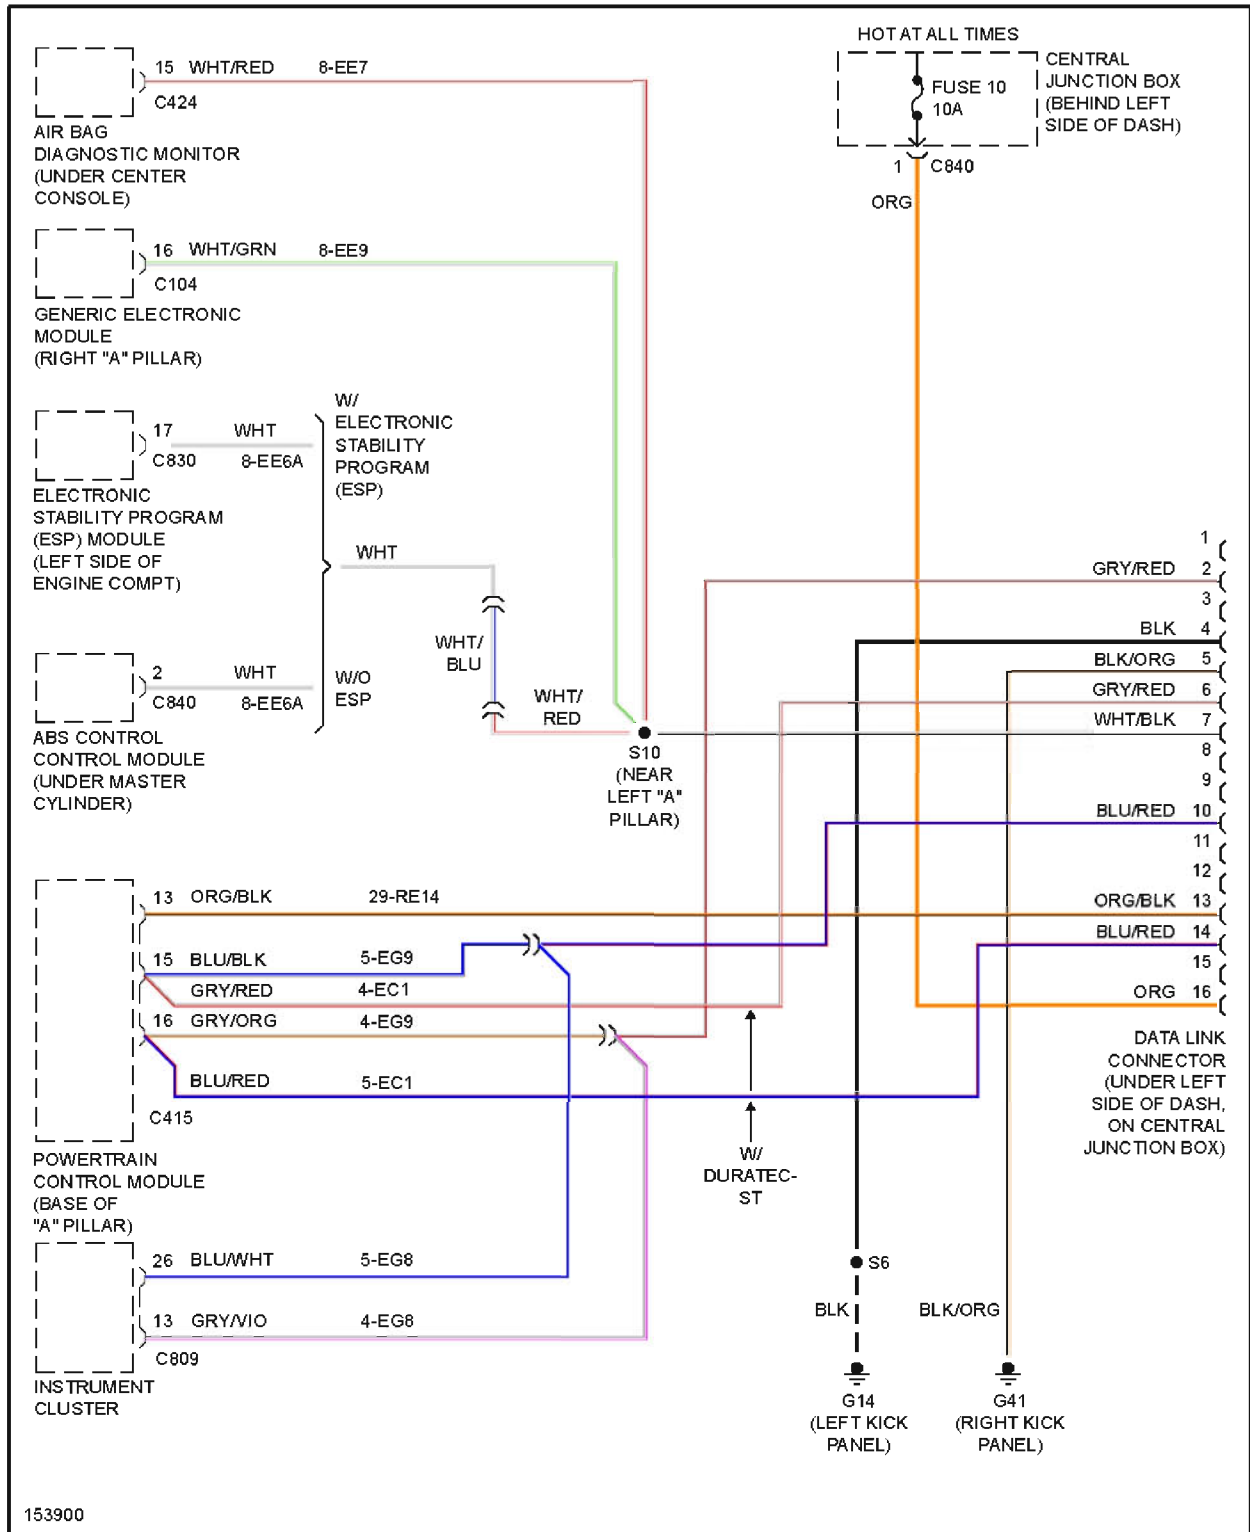 HOT AT ALL TIMES
FUSE 10
10A
CENTRAL
JUNCTION BOX
(BEHIND LEFT
SIDE OF DASH)
1 C840
ORG
15 WHT/RED 8-EE7
C424
AIR BAG
DIAGNOSTIC MONITOR
(UNDER CENTER
CONSOLE)
16 WHT/GRN 8-EE9
C104
GENERIC ELECTRONIC
MODULE
(RIGHT "A" PILLAR)
17 WHT
C830 8-EE6A
ELECTRONIC
STABILITY PROGRAM
(ESP) MODULE
(LEFT SIDE OF
ENGINE COMPT)
W/
ELECTRONIC
STABILITY
PROGRAM
(ESP)
WHT
WHT/
BLU
2 WHT
C840 8-EE6A
W/O
ESP
ABS CONTROL
CONTROL MODULE
(UNDER MASTER
CYLINDER)
WHT/
RED
S10
(NEAR
LEFT "A"
PILLAR)
1
GRY/RED 2
3
BLK 4
BLK/ORG 5
GRY/RED 6
WHT/BLK 7
8
9
BLU/RED 10
11
12
ORG/BLK 13
BLU/RED 14
15
ORG 16
DATA LINK
CONNECTOR
(UNDER LEFT
SIDE OF DASH,
ON CENTRAL
JUNCTION BOX)
13 ORG/BLK 29-RE14
15 BLU/BLK 5-EG9
GRY/RED 4-EC1
16 GRY/ORG 4-EG9
BLU/RED 5-EC1
C415
POWERTRAIN
CONTROL MODULE
(BASE OF
"A" PILLAR)
W/
DURATEC-
ST
26 BLU/WHT 5-EG8
13 GRY/VIO 4-EG8
C809
INSTRUMENT
CLUSTER
S6
BLK
BLK/ORG
G14
(LEFT KICK
PANEL)
G41
(RIGHT KICK
PANEL)
153900